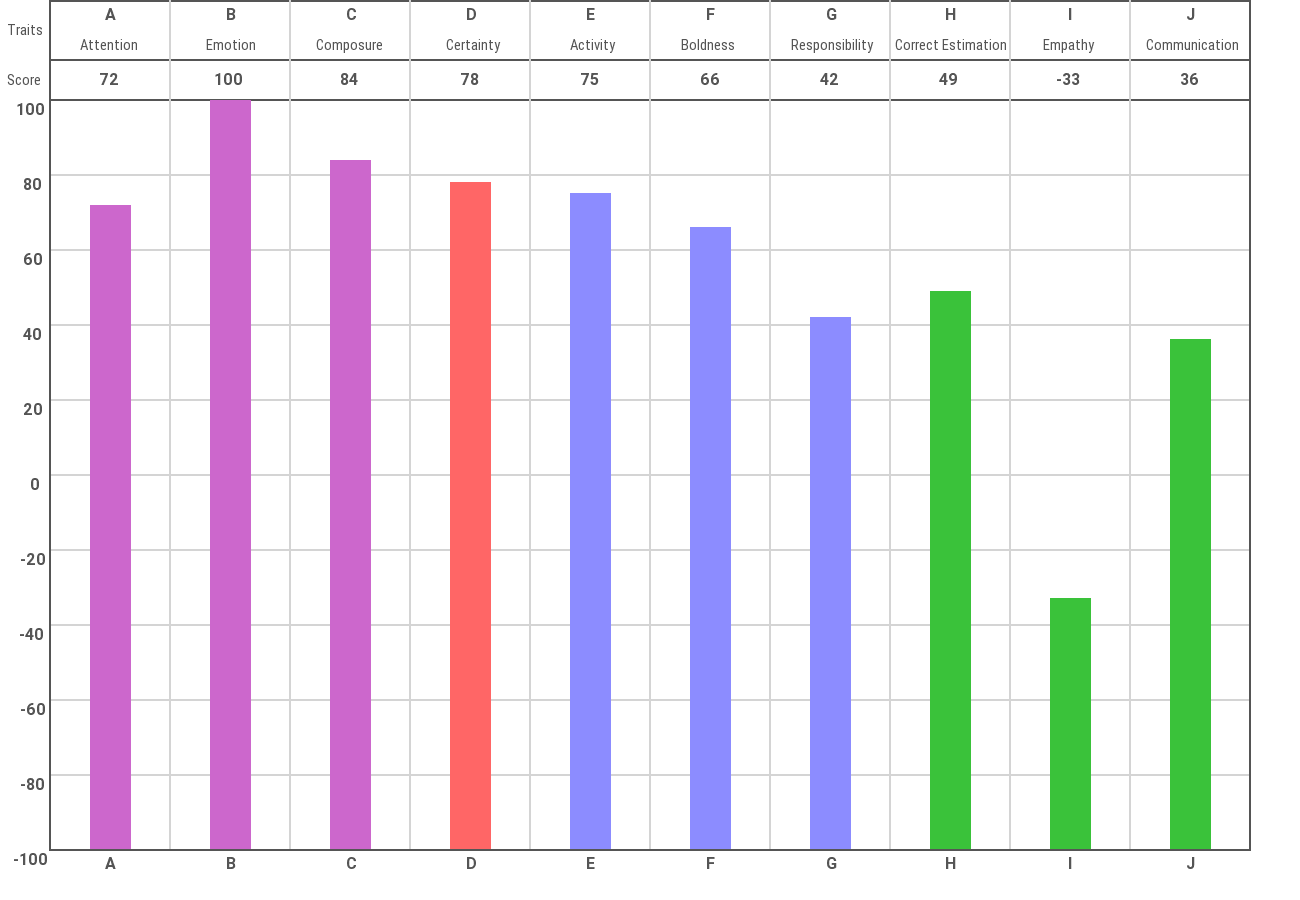 A B C D E F G H I J
Traits
Attention Emotion Composure Certainty Activity Boldness Responsibility Correct Estimation Empathy Communication
Score 72 100 84 78 75 66 42 49 -33 36
100
80
60
40
20
0
-20
-40
-60
-80
-100
A B C D E F G H I J